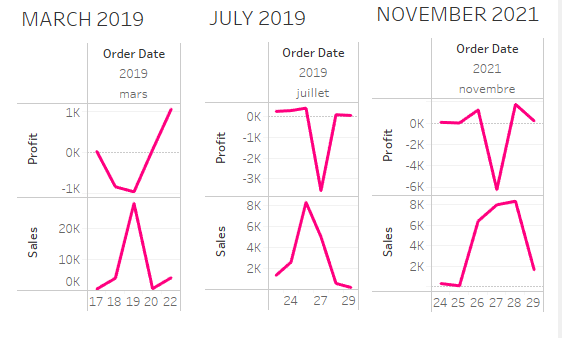 MARCH 2019
Order Date
2019
mars
Profit
1K
0K
-1K
Sales
20K
10K
0K
17 18 19 20 22
JULY 2019
Order Date
2019
juillet
Profit
0K
-1K
-2K
-3K
Sales
8K
6K
4K
2K
24 27 29
NOVEMBER 2021
Order Date
2021
novembre
Profit
0K
-2K
-4K
-6K
Sales
8K
6K
4K
2K
24 25 26 27 28 29